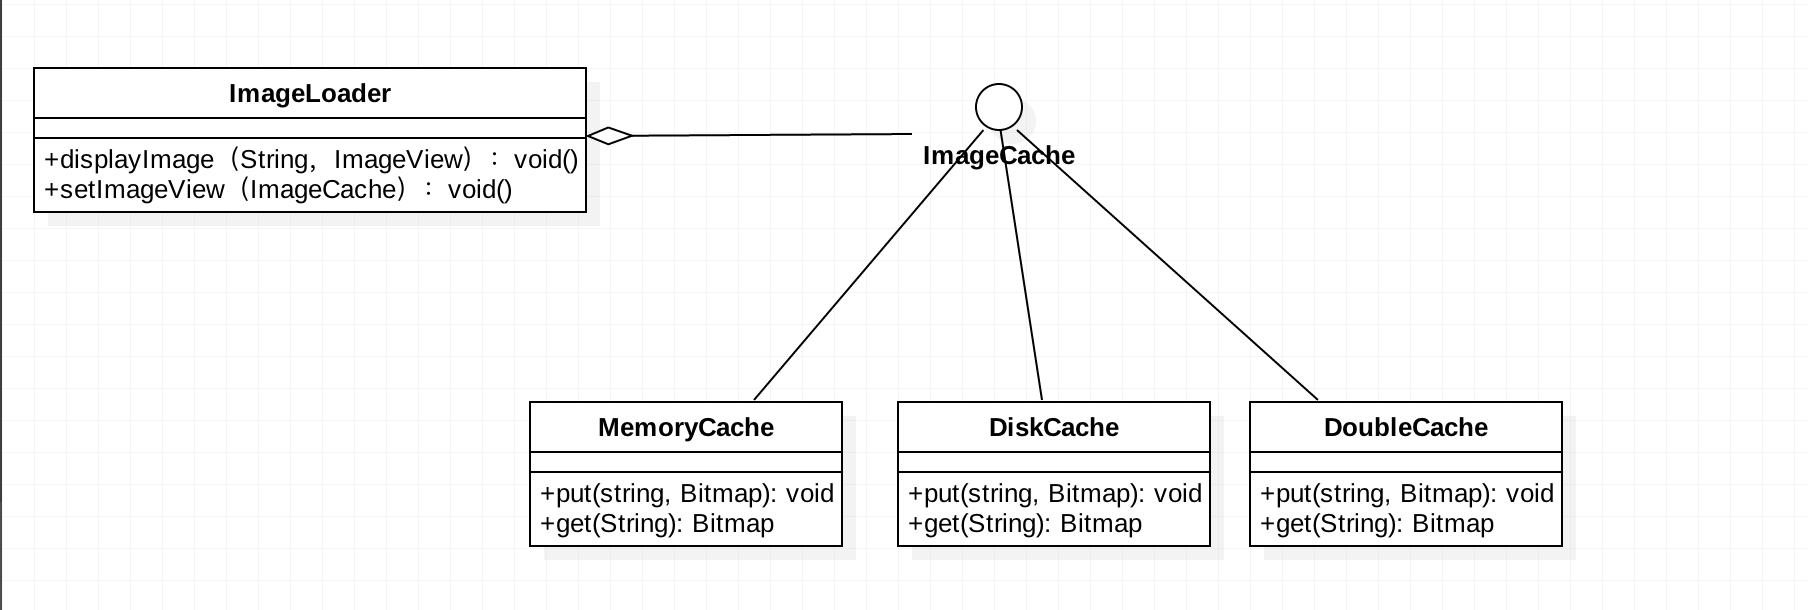 ImageLoader
+displayImage（String，ImageView）：void()
+setImageView（ImageCache）：void()
ImageCache
MemoryCache
+put(string, Bitmap): void
+get(String): Bitmap
DiskCache
+put(string, Bitmap): void
+get(String): Bitmap
DoubleCache
+put(string, Bitmap): void
+get(String): Bitmap